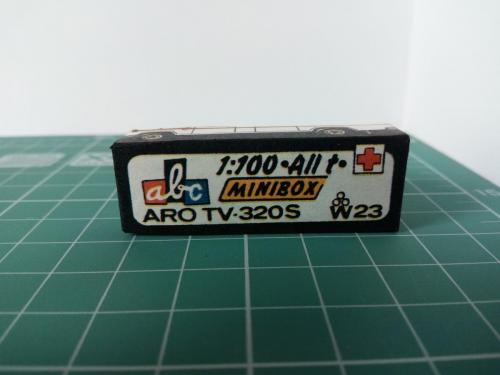 1:100•All t•
abc MINIBOX
ARO TV-320S W23